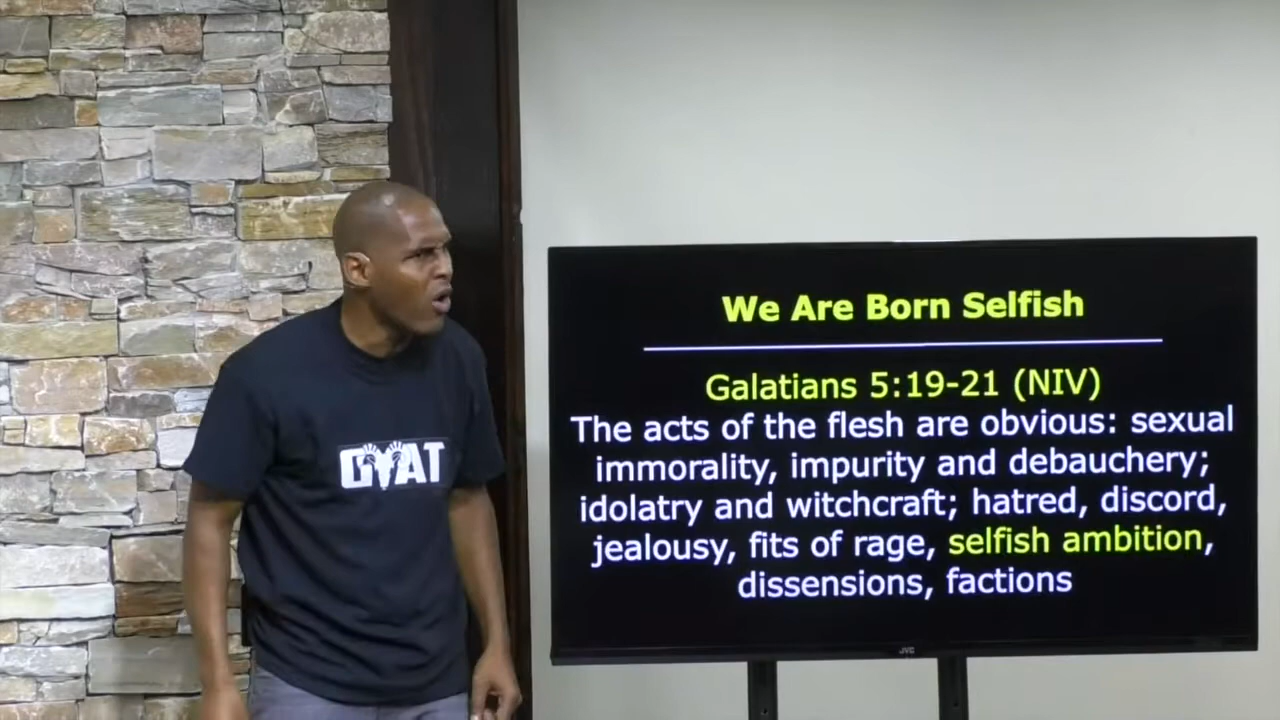 We Are Born Selfish
Galatians 5:19-21 (NIV)
The acts of the flesh are obvious: sexual
immorality, impurity and debauchery;
idolatry and witchcraft; hatred, discord,
jealousy, fits of rage, selfish ambition,
dissensions, factions
JVC